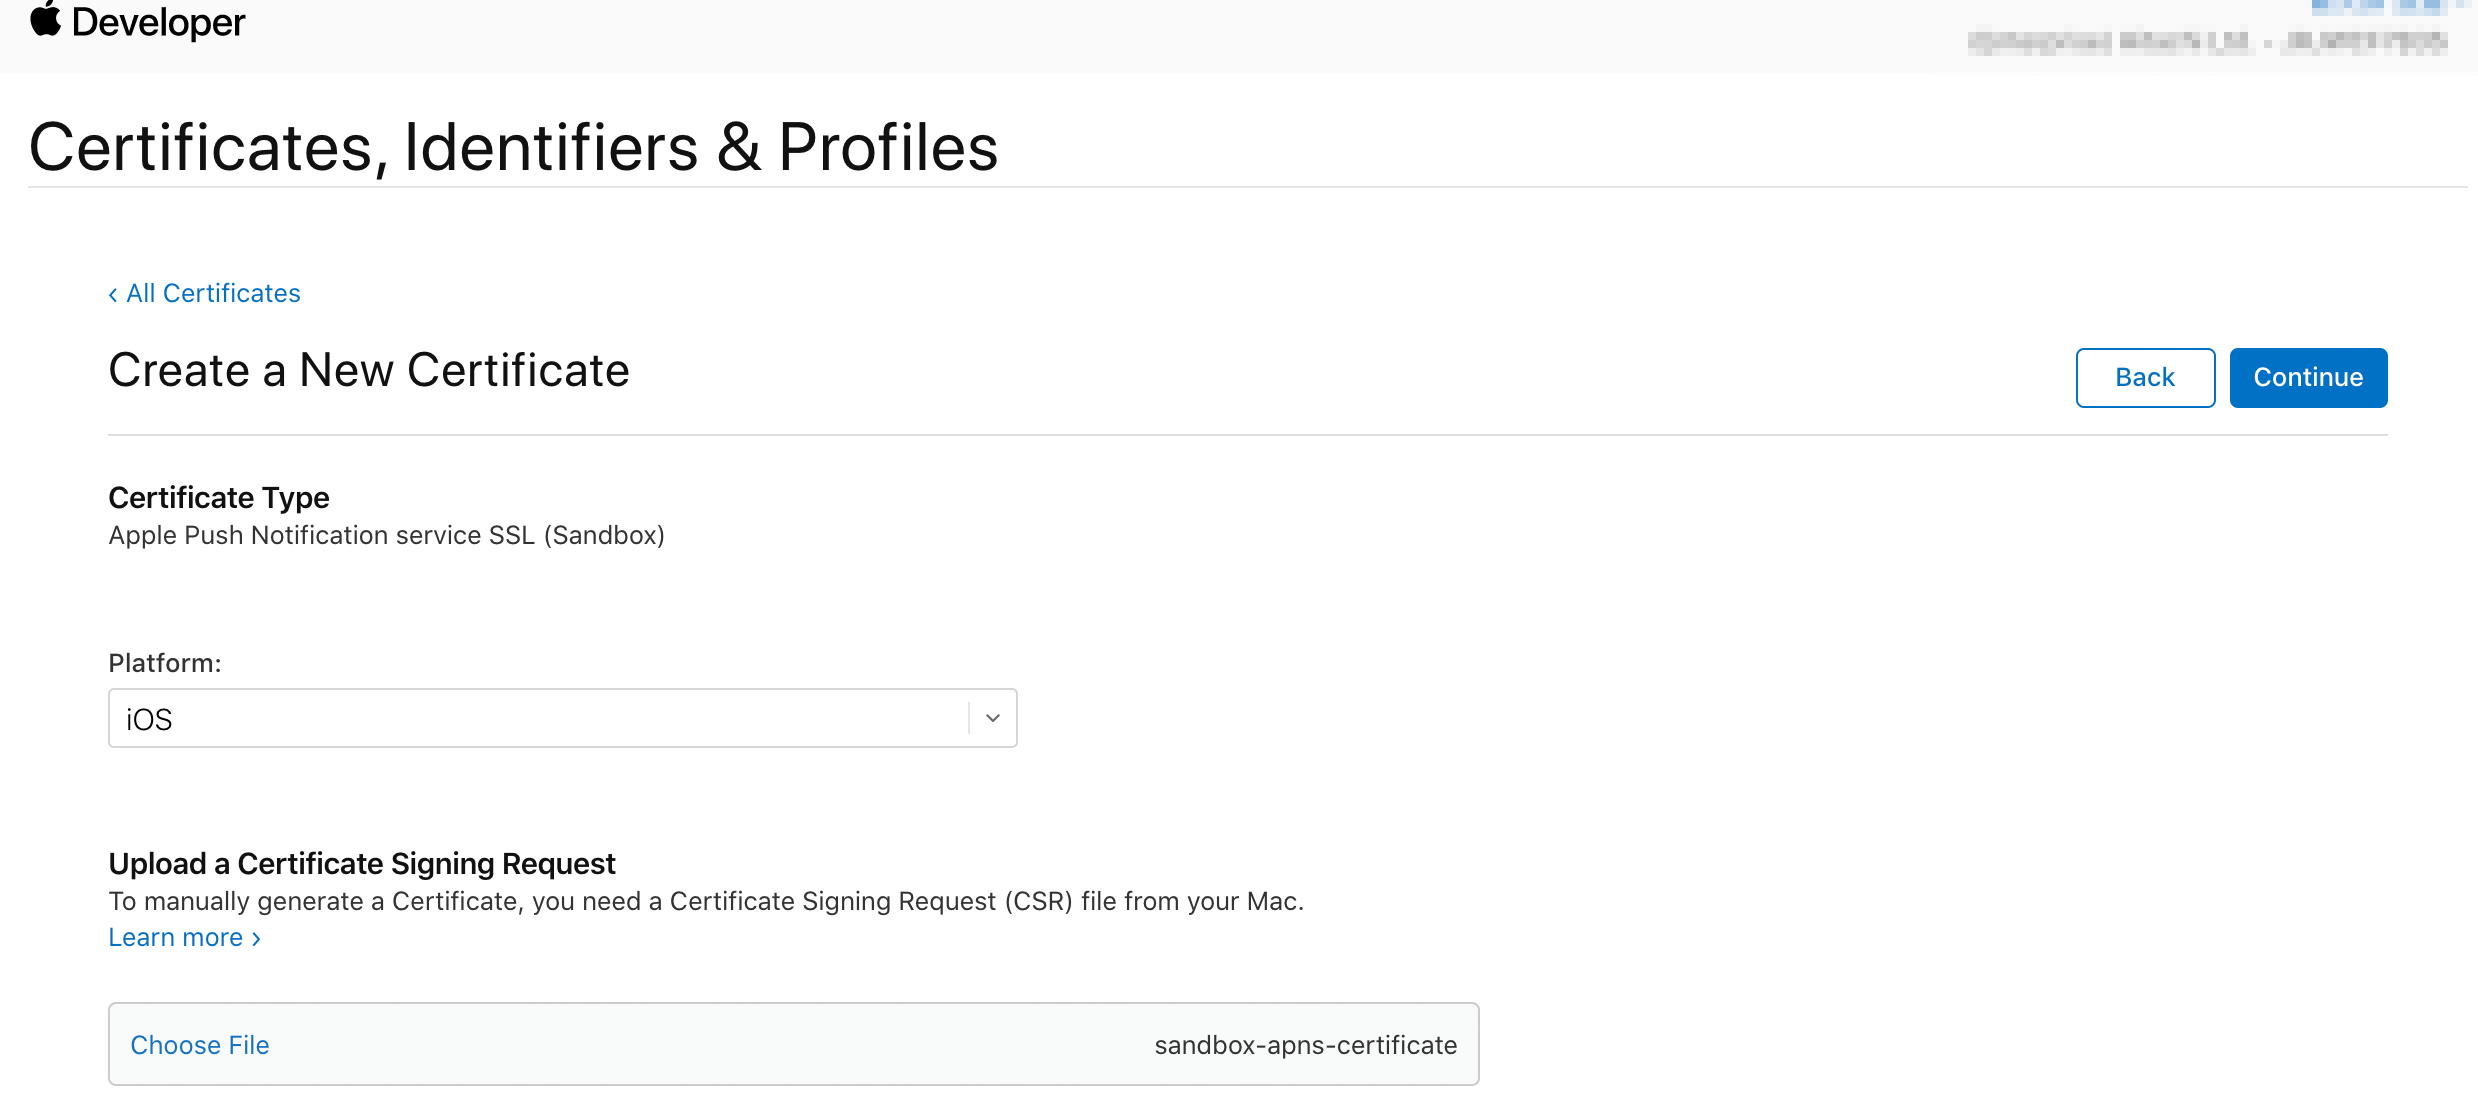 Developer
Certificates, Identifiers & Profiles
‹ All Certificates
Create a New Certificate
Back
Continue
Certificate Type
Apple Push Notification service SSL (Sandbox)
Platform:
iOS
Upload a Certificate Signing Request
To manually generate a Certificate, you need a Certificate Signing Request (CSR) file from your Mac.
Learn more ›
Choose File
sandbox-apns-certificate